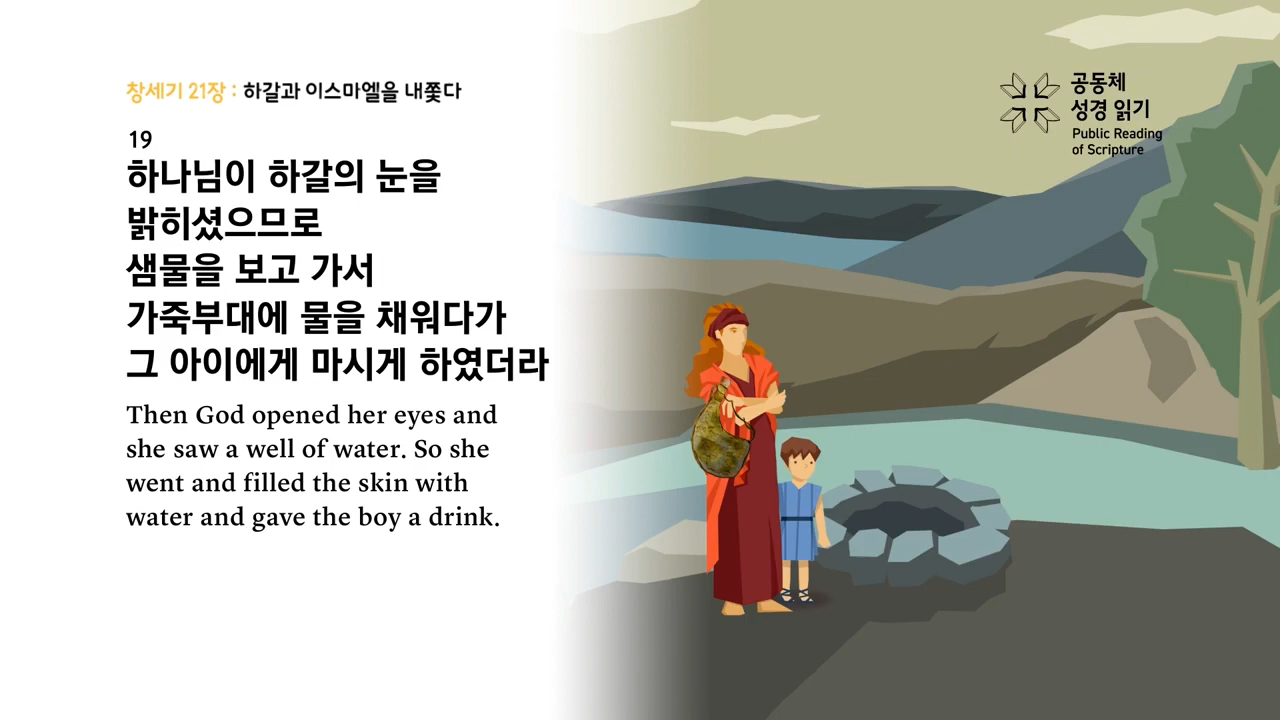 창세기 21장 : 하갈과 이스마엘을 내쫓다
19
하나님이 하갈의 눈을
밝히셨으므로
샘물을 보고 가서
가죽부대에 물을 채워다가
그 아이에게 마시게 하였더라
Then God opened her eyes and
she saw a well of water. So she
went and filled the skin with
water and gave the boy a drink.
공동체
성경 읽기
Public Reading
of Scripture